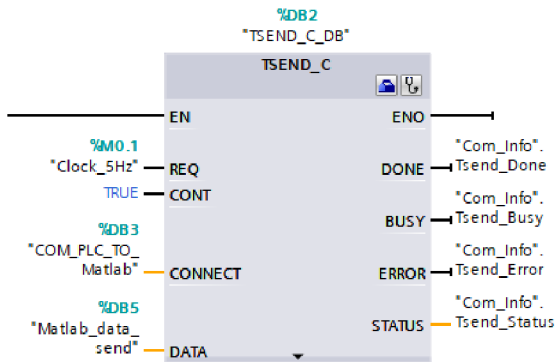 %DB2
"TSEND_C_DB"
TSEND_C
EN
ENO
%M0.1
"Clock_5Hz"
REQ
DONE
"Com_Info".
Tsend_Done
TRUE
CONT
BUSY
"Com_Info".
Tsend_Busy
%DB3
"COM_PLC_TO_
Matlab"
CONNECT
ERROR
"Com_Info".
Tsend_Error
%DB5
"Matlab_data_
send"
DATA
STATUS
"Com_Info".
Tsend_Status